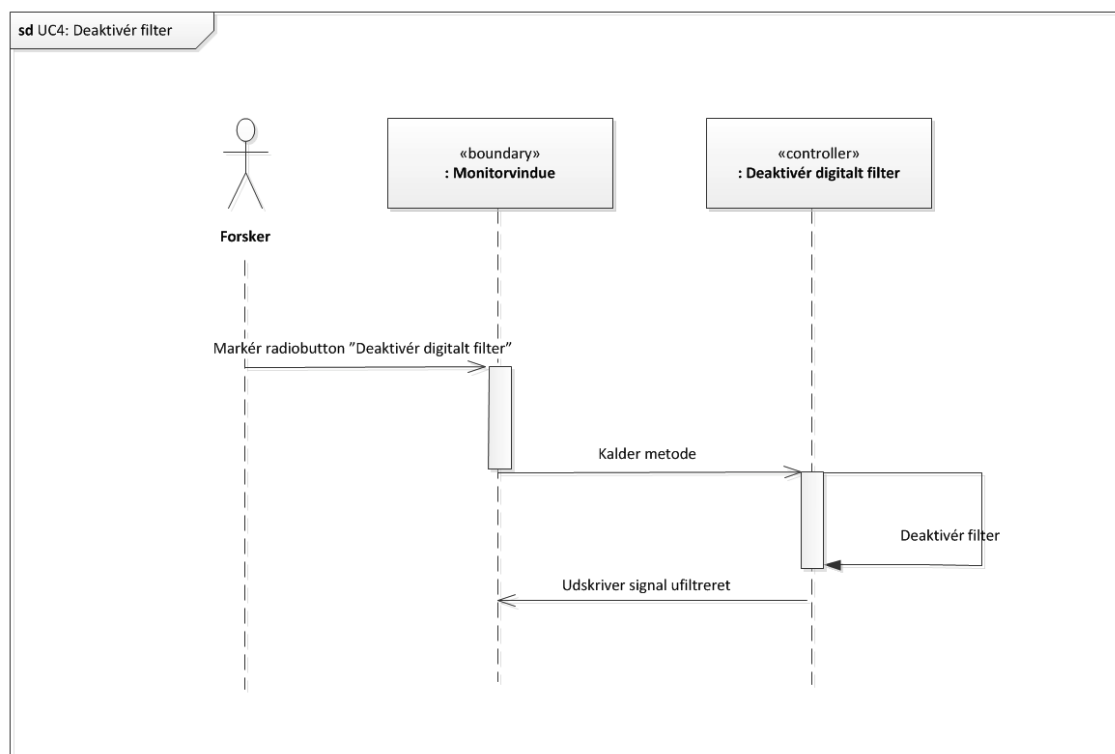 sd UC4: Deaktivér filter
«boundary»
: Monitorvindue
«controller»
: Deaktivér digitalt filter
Forsker
Markér radiobutton ”Deaktivér digitalt filter”
Kalder metode
Deaktivér filter
Udskriver signal ufiltreret